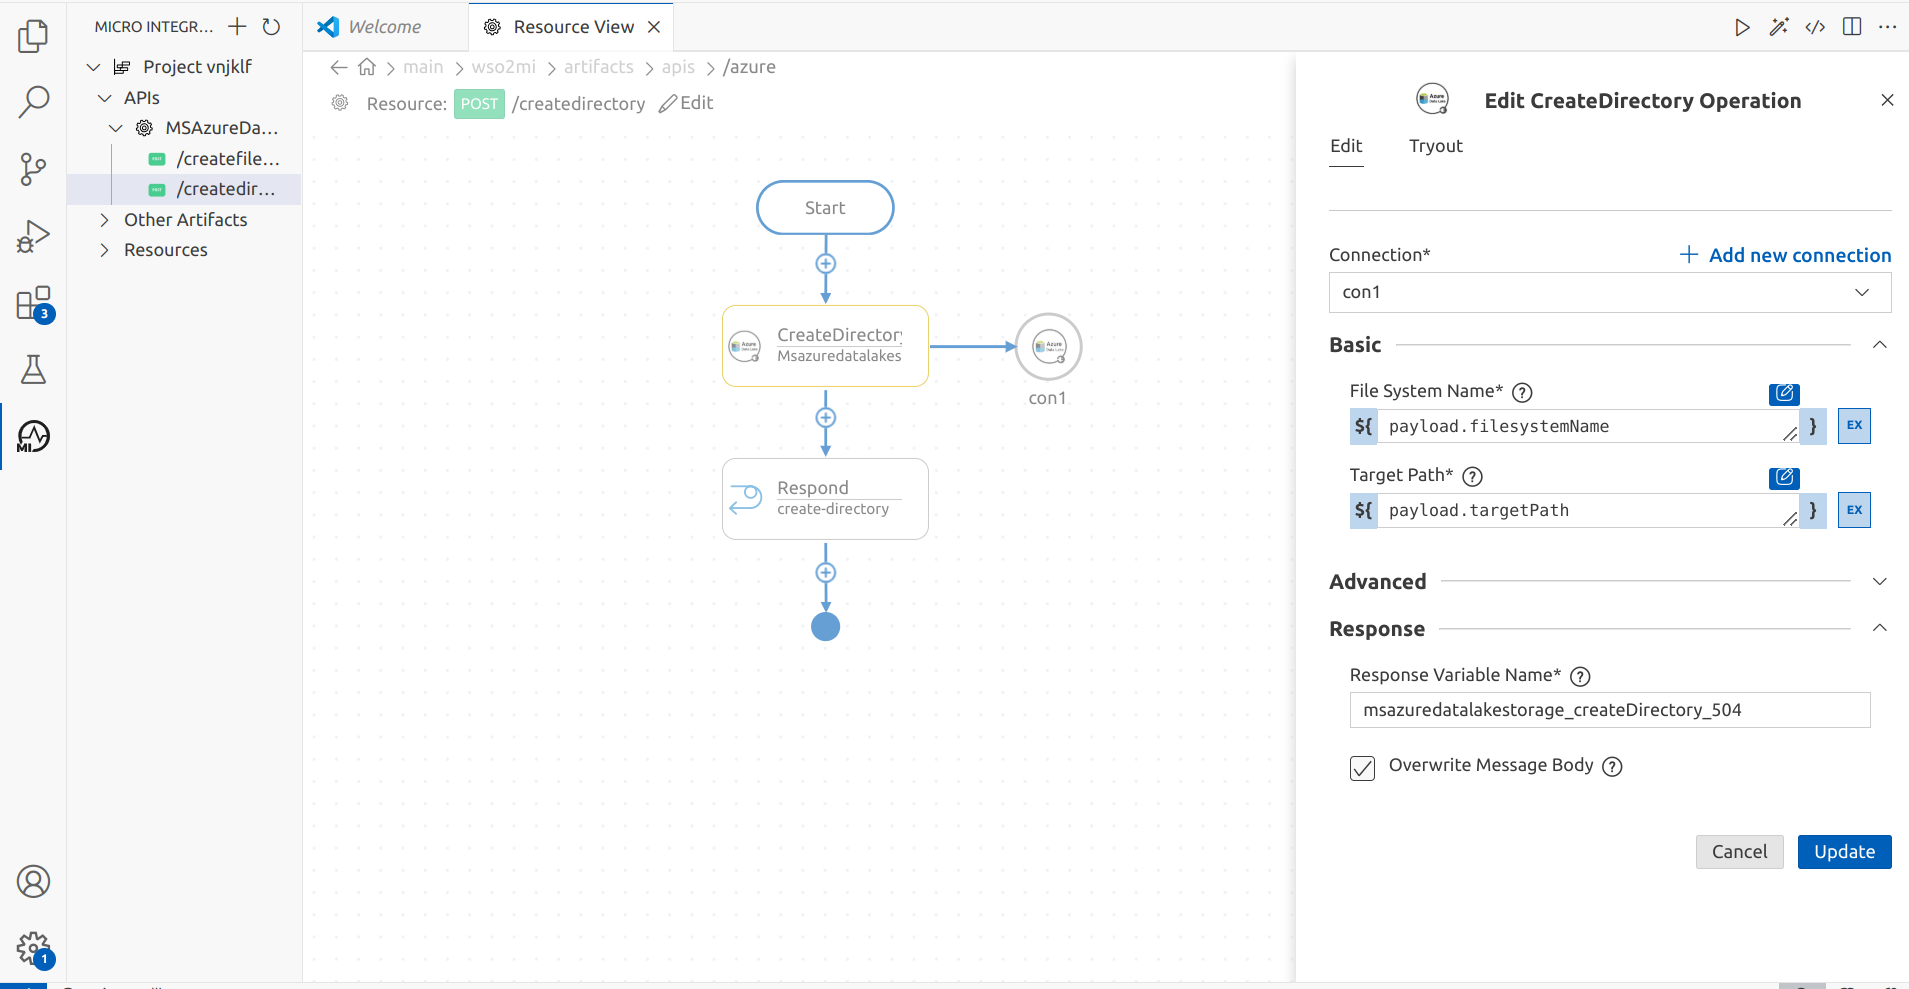 MICRO INTEGR...
Project vnjklf
APIs
MSAzureDa...
/createfile...
/createdir...
Other Artifacts
Resources
3
MI
1
Welcome
Resource View
main > wso2mi > artifacts > apis > /azure
Resource: POST /createdirectory Edit
Start
CreateDirectory
Msazuredatalakes
con1
Respond
create-directory
Edit CreateDirectory Operation
Edit Tryout
Connection* + Add new connection
con1
Basic
File System Name* ?
${ payload.filesystemName } EX
Target Path* ?
${ payload.targetPath } EX
Advanced
Response
Response Variable Name* ?
msazuredatalakestorage_createDirectory_504
Overwrite Message Body ?
Cancel Update